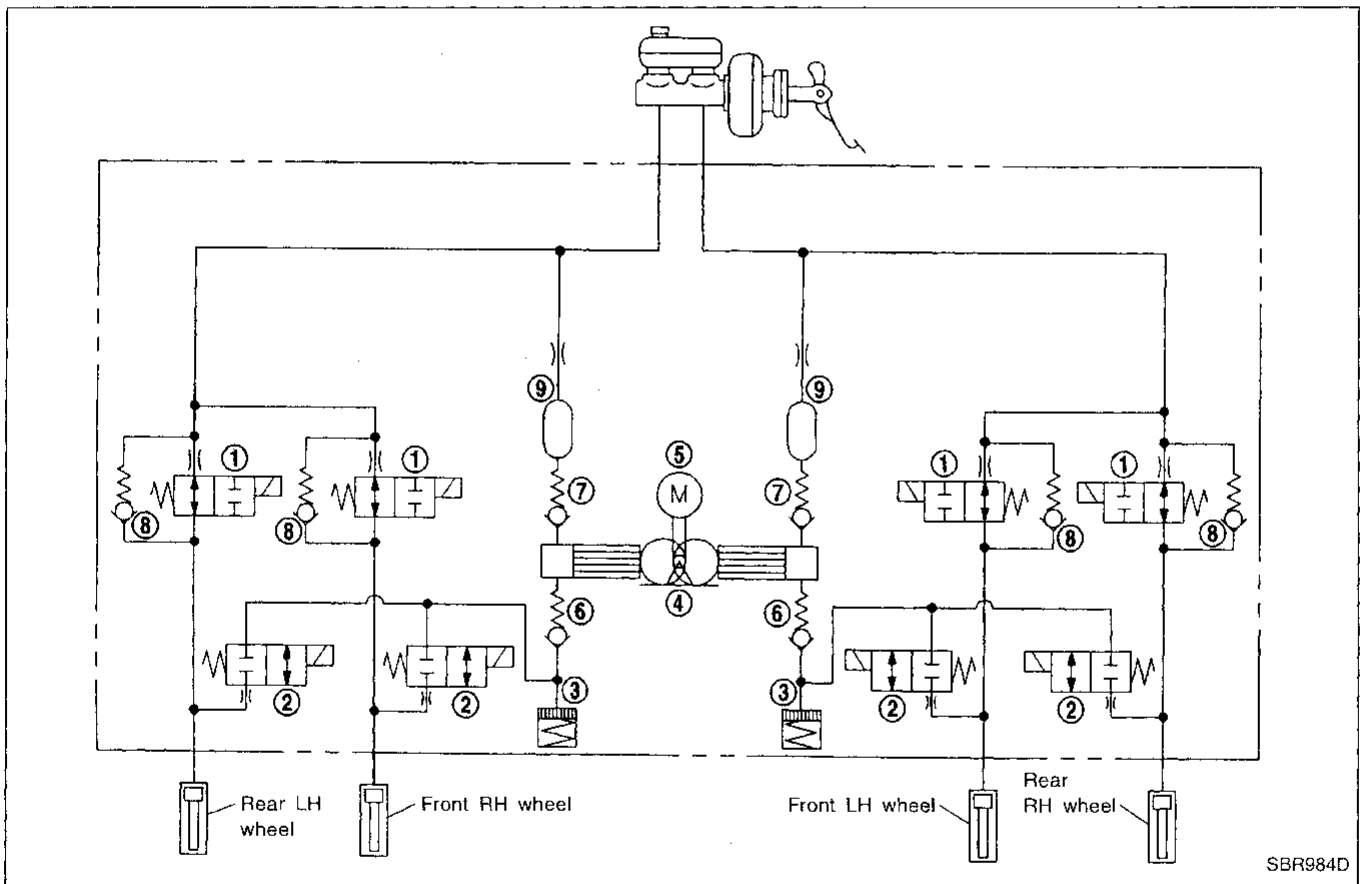 ⑨ ⑨
① ① ⑤ ① ①
M
⑦ ⑦
⑧ ⑧ ⑧ ⑧
④
⑥ ⑥
② ② ③ ③ ② ②
Rear LH
wheel
Front RH wheel
Front LH wheel
Rear
RH wheel
SBR984D